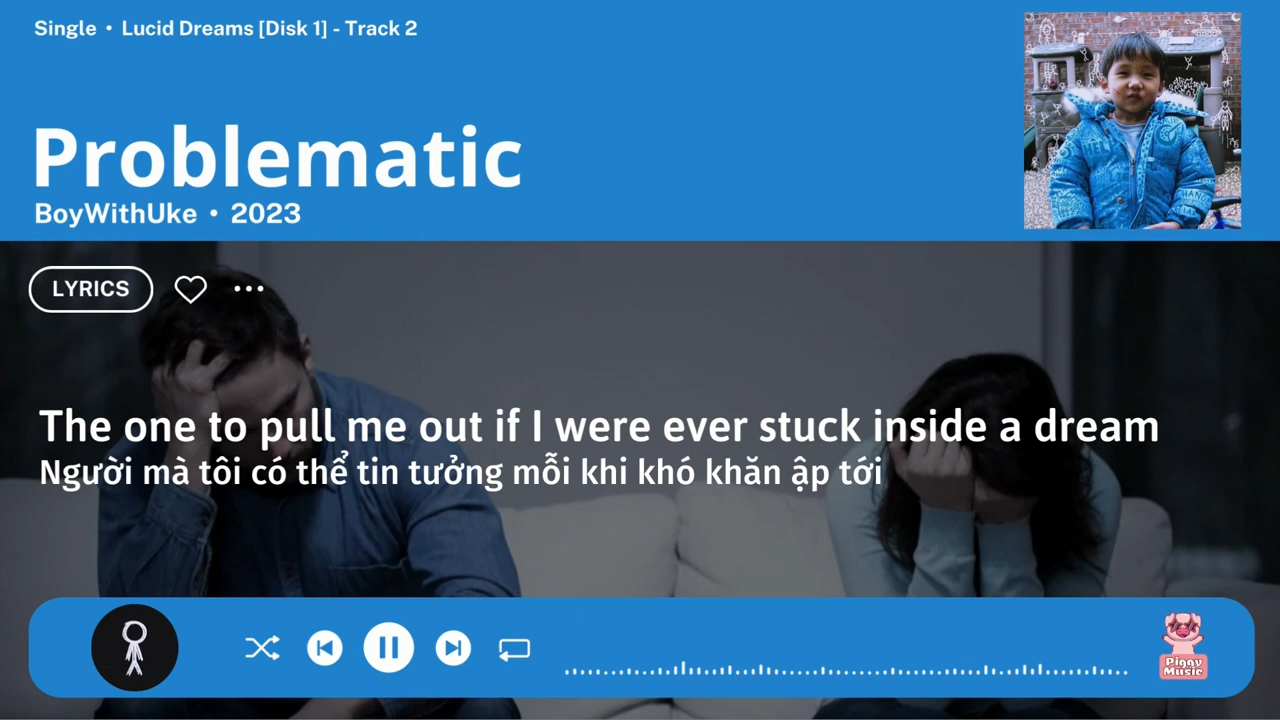 Single • Lucid Dreams [Disk 1] - Track 2
Problematic
BoyWithUke • 2023
LYRICS
The one to pull me out if I were ever stuck inside a dream
Người mà tôi có thể tin tưởng mỗi khi khó khăn ập tới
Piggy
Music